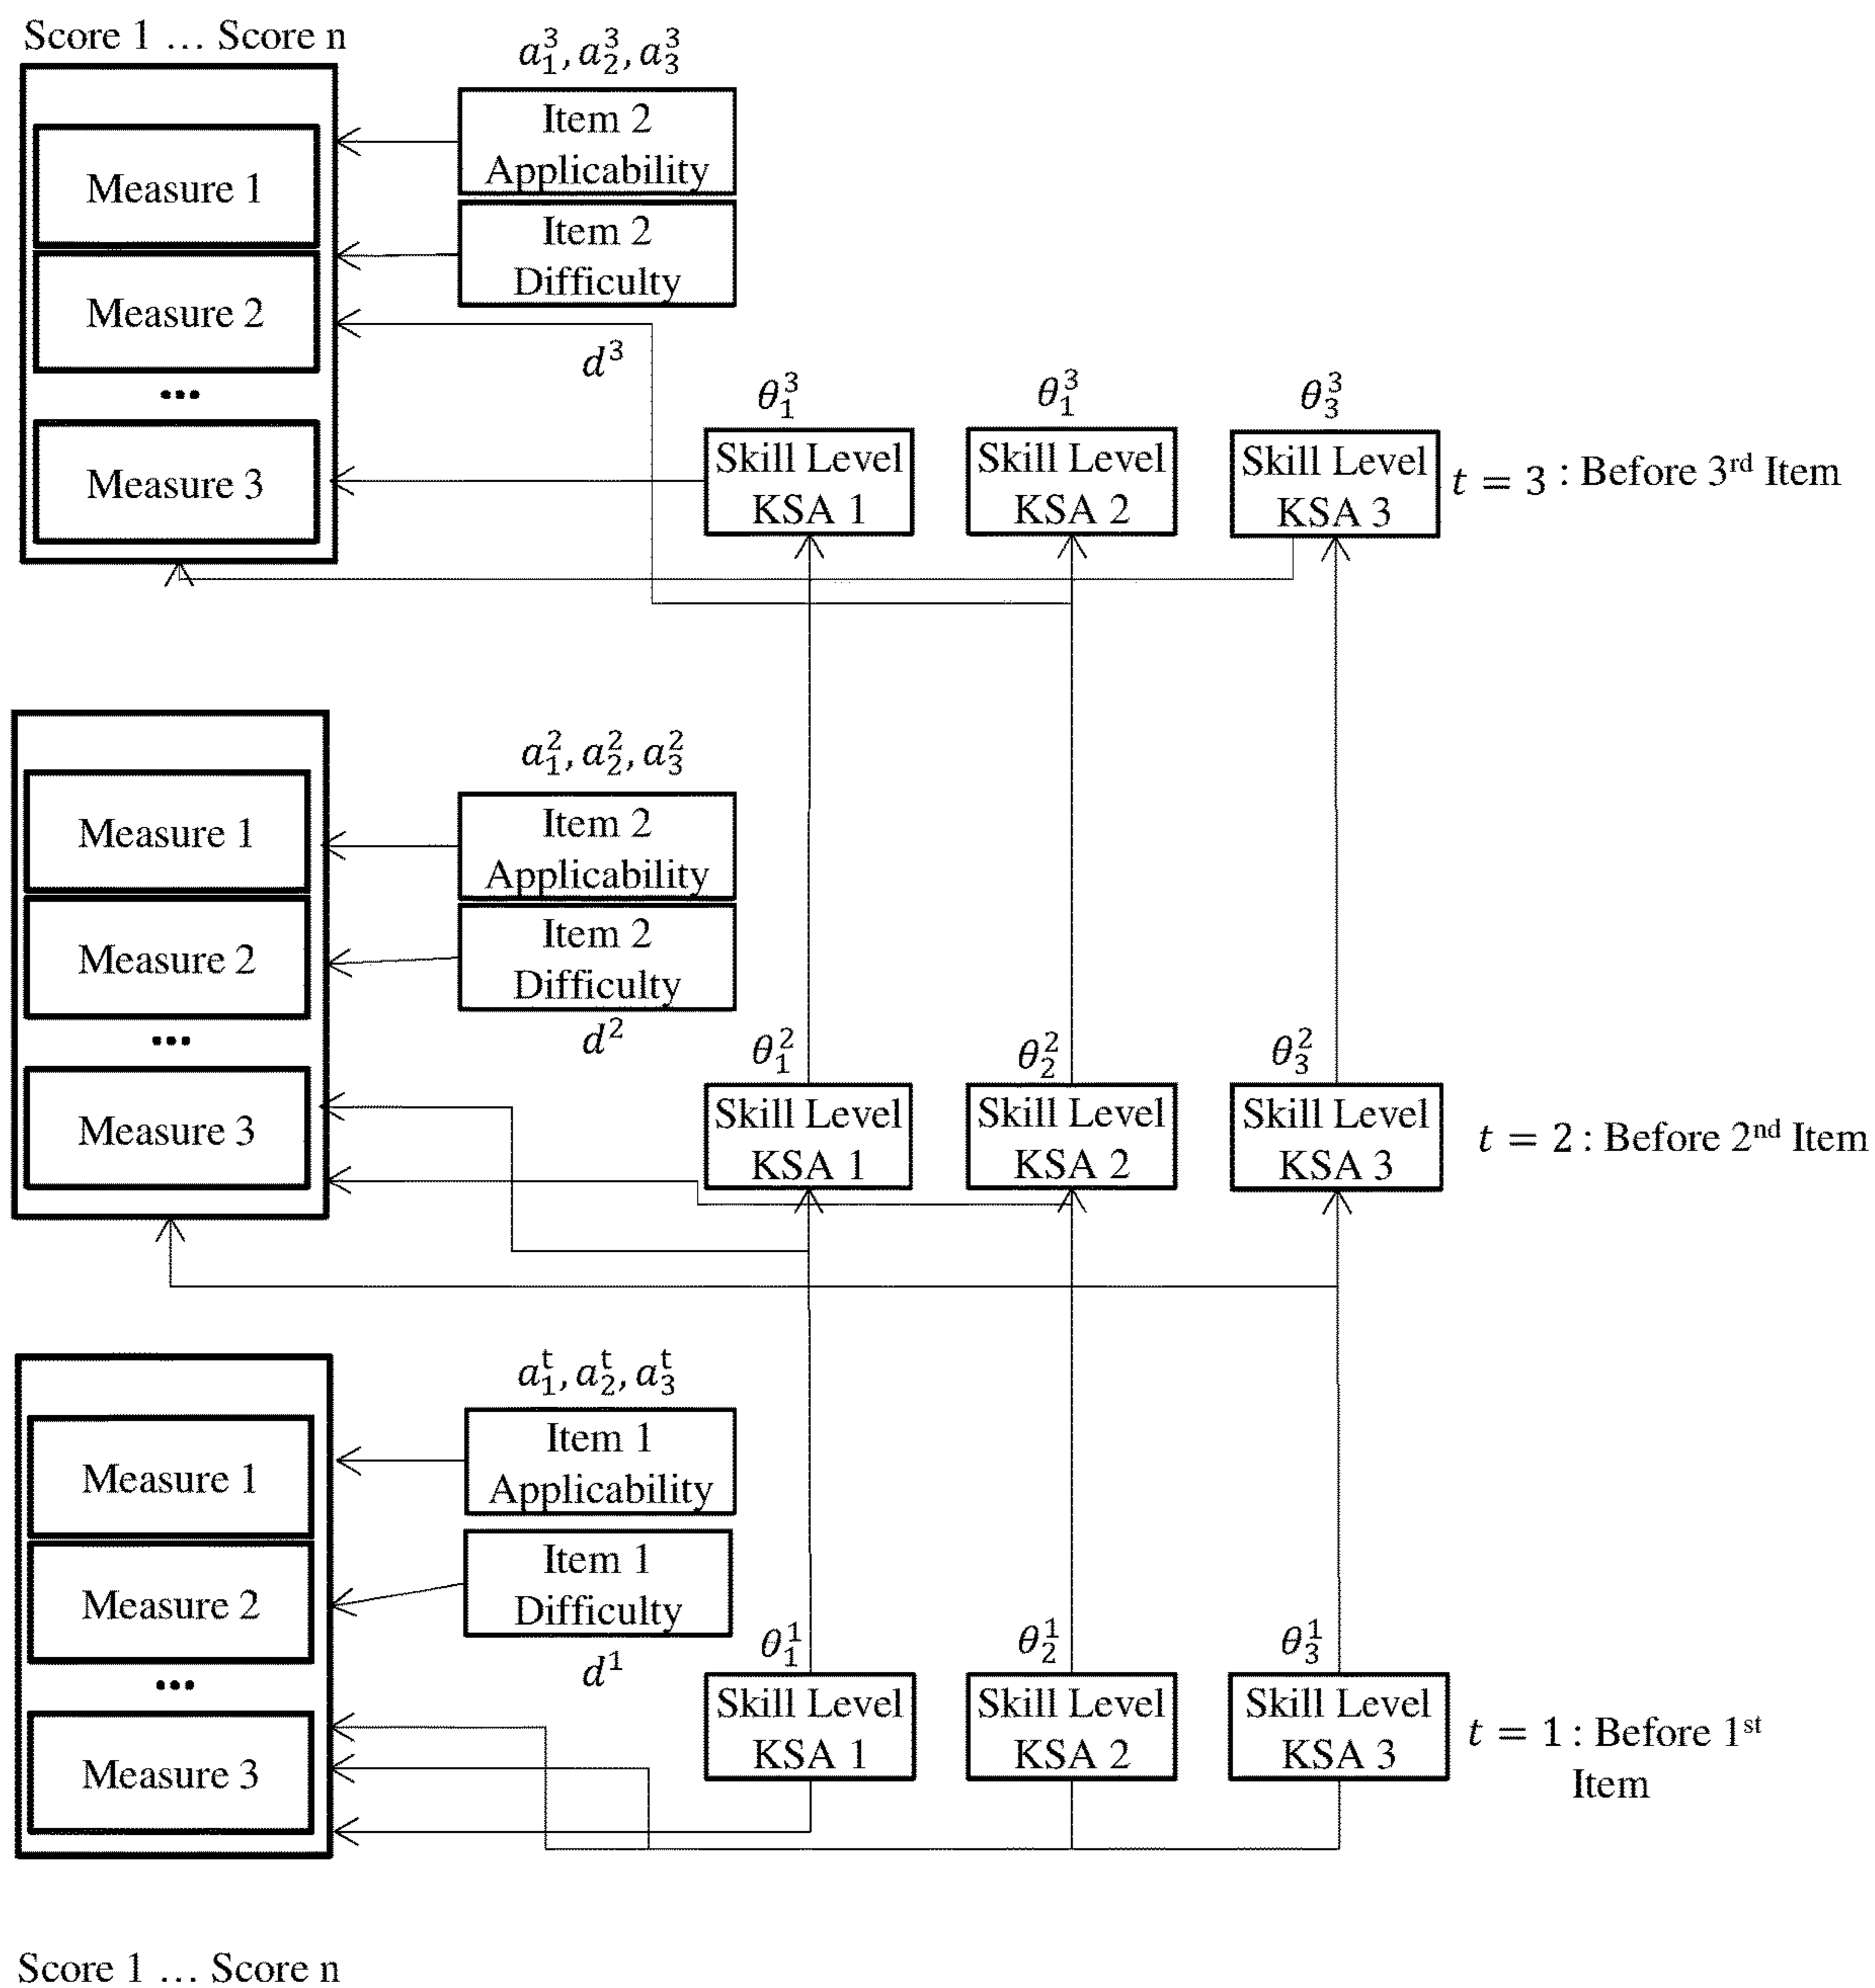 Score 1 … Score n
a₁³, a₂³, a₃³
Item 2
Applicability
Measure 1
Item 2
Difficulty
Measure 2
d³
...
θ₁³
θ₁³
θ₃³
Measure 3
Skill Level
KSA 1
Skill Level
KSA 2
Skill Level
KSA 3
t = 3 : Before 3rd Item
a₁², a₂², a₃²
Item 2
Applicability
Measure 1
Item 2
Difficulty
Measure 2
d²
...
θ₁²
θ₂²
θ₃²
Measure 3
Skill Level
KSA 1
Skill Level
KSA 2
Skill Level
KSA 3
t = 2 : Before 2nd Item
a₁ᵗ, a₂ᵗ, a₃ᵗ
Item 1
Applicability
Measure 1
Item 1
Difficulty
Measure 2
d¹
...
θ₁¹
θ₂¹
θ₃¹
Measure 3
Skill Level
KSA 1
Skill Level
KSA 2
Skill Level
KSA 3
t = 1 : Before 1st
Item
Score 1 … Score n